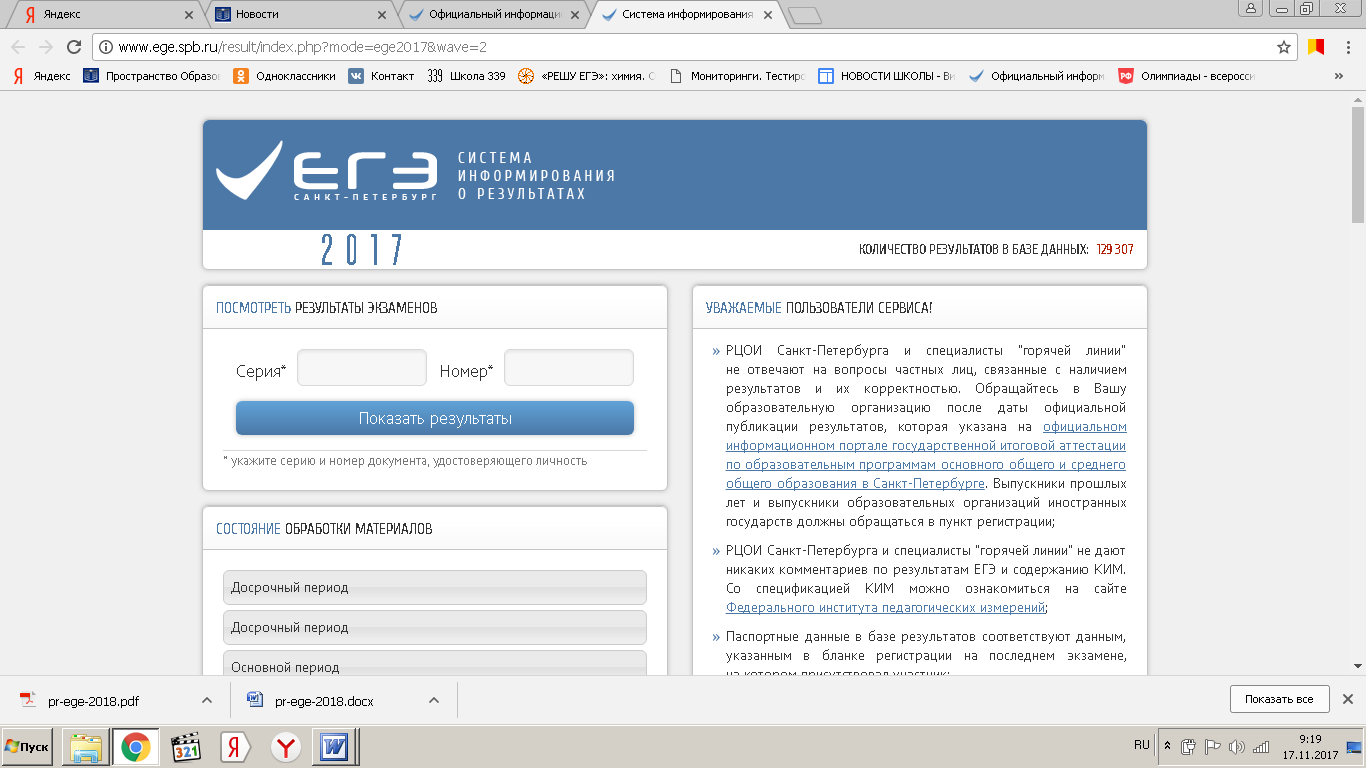 Яндекс
Новости
Официальный информаци
Система информирования
www.ege.spb.ru/result/index.php?mode=ege2017&wave=2
Яндекс
Пространство Образо
Одноклассники
Контакт
339 Школа 339
«РЕШУ ЕГЭ»: химия. С
Мониторинги. Тестирс
НОВОСТИ ШКОЛЫ - Ви
Официальный информ
Олимпиады - всеросси
»
ЕГЭ
САНКТ-ПЕТЕРБУРГ
СИСТЕМА
ИНФОРМИРОВАНИЯ
О РЕЗУЛЬТАТАХ
2017
КОЛИЧЕСТВО РЕЗУЛЬТАТОВ В БАЗЕ ДАННЫХ: 129 307
ПОСМОТРЕТЬ РЕЗУЛЬТАТЫ ЭКЗАМЕНОВ
Серия*
Номер*
Показать результаты
* укажите серию и номер документа, удостоверяющего личность
СОСТОЯНИЕ ОБРАБОТКИ МАТЕРИАЛОВ
Досрочный период
Досрочный период
Основной период
УВАЖАЕМЫЕ ПОЛЬЗОВАТЕЛИ СЕРВИСА!
» РЦОИ Санкт-Петербурга и специалисты "горячей линии"
не отвечают на вопросы частных лиц, связанные с наличием
результатов и их корректностью. Обращайтесь в Вашу
образовательную организацию после даты официальной
публикации результатов, которая указана на официальном
информационном портале государственной итоговой аттестации
по образовательным программам основного общего и среднего
общего образования в Санкт-Петербурге. Выпускники прошлых
лет и выпускники образовательных организаций иностранных
государств должны обращаться в пункт регистрации;
» РЦОИ Санкт-Петербурга и специалисты "горячей линии" не дают
никаких комментариев по результатам ЕГЭ и содержанию КИМ.
Со спецификацией КИМ можно ознакомиться на сайте
Федерального института педагогических измерений;
» Паспортные данные в базе результатов соответствуют данным,
указанным в бланке регистрации на последнем экзамене,
на котором присутствовал участник;
pr-ege-2018.pdf
pr-ege-2018.docx
Показать все
Пуск
321
RU
9:19
17.11.2017